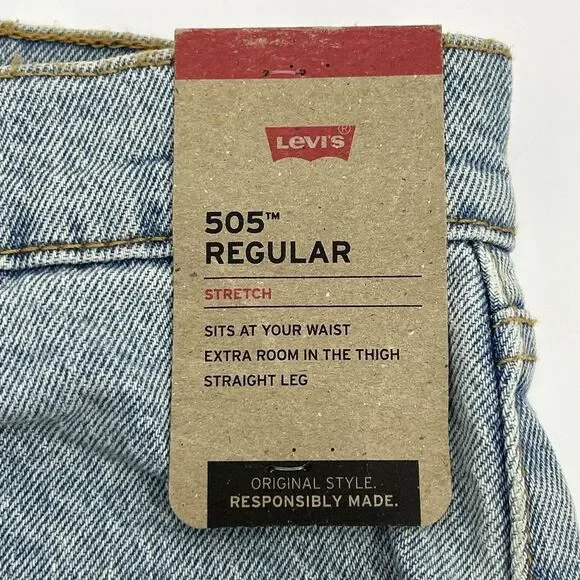 Levi's®
505™
REGULAR
STRETCH
SITS AT YOUR WAIST
EXTRA ROOM IN THE THIGH
STRAIGHT LEG
ORIGINAL STYLE.
RESPONSIBLY MADE.